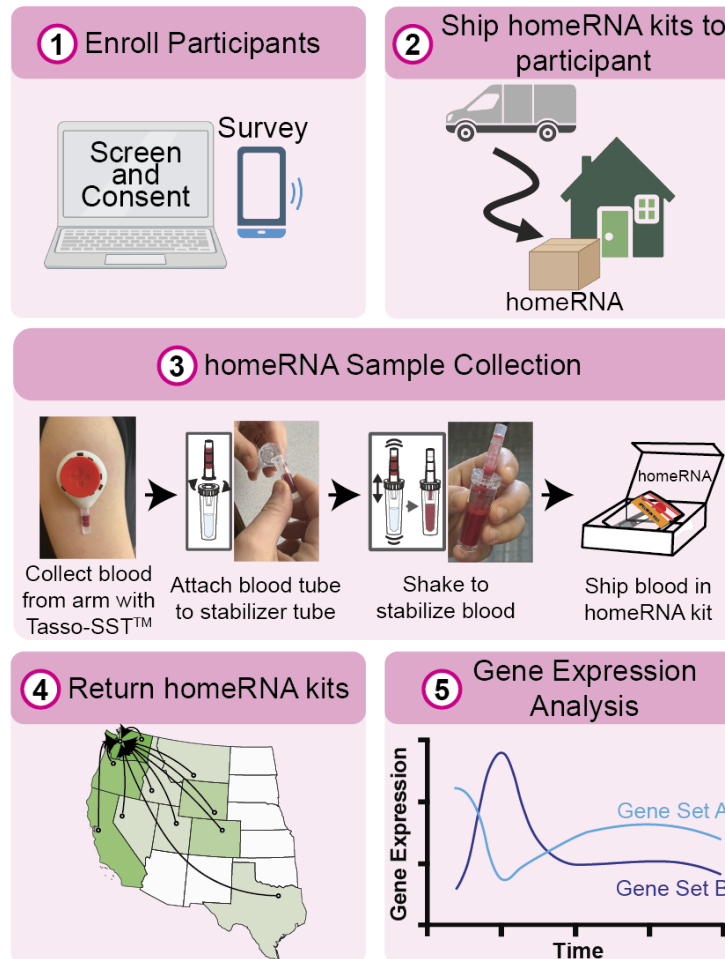 1 Enroll Participants
Screen
and
Consent
Survey
2 Ship homeRNA kits to
participant
homeRNA
3 homeRNA Sample Collection
Collect blood
from arm with
Tasso-SST™
Attach blood tube
to stabilizer tube
Shake to
stabilize blood
homeRNA
Ship blood in
homeRNA kit
4 Return homeRNA kits
5 Gene Expression
Analysis
Gene Expression
Gene Set A
Gene Set B
Time